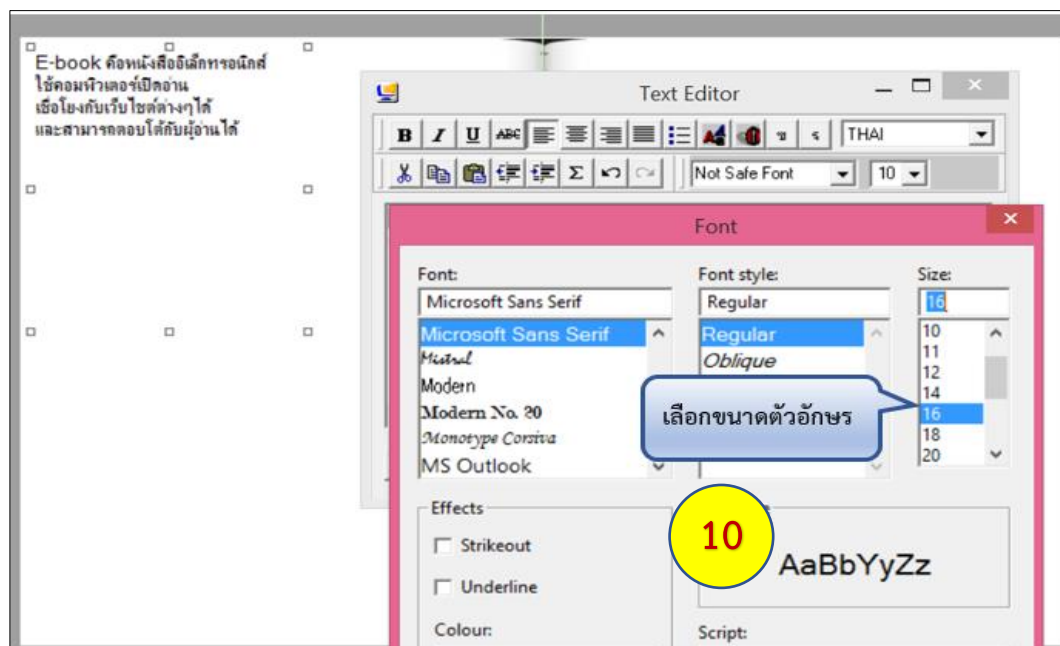 E-book คือหนังสืออิเล็กทรอนิกส์
ใช้คอมพิวเตอร์เปิดอ่าน
เชื่อโยงกับเว็บไซต์ต่างๆได้
และสามารถตอบโต้กับผู้อ่านได้
Text Editor
B I U ABC THAI
Σ Not Safe Font 10
Font
Font: Font style: Size:
Microsoft Sans Serif Regular 16
Microsoft Sans Serif Regular 10
Mistral Oblique 11
12
Modern 14
Modern No. 20 เลือกขนาดตัวอักษร 16
Monotype Corsiva 18
MS Outlook 20
Effects
Strikeout 10 AaBbYyZz
Underline
Colour: Script: